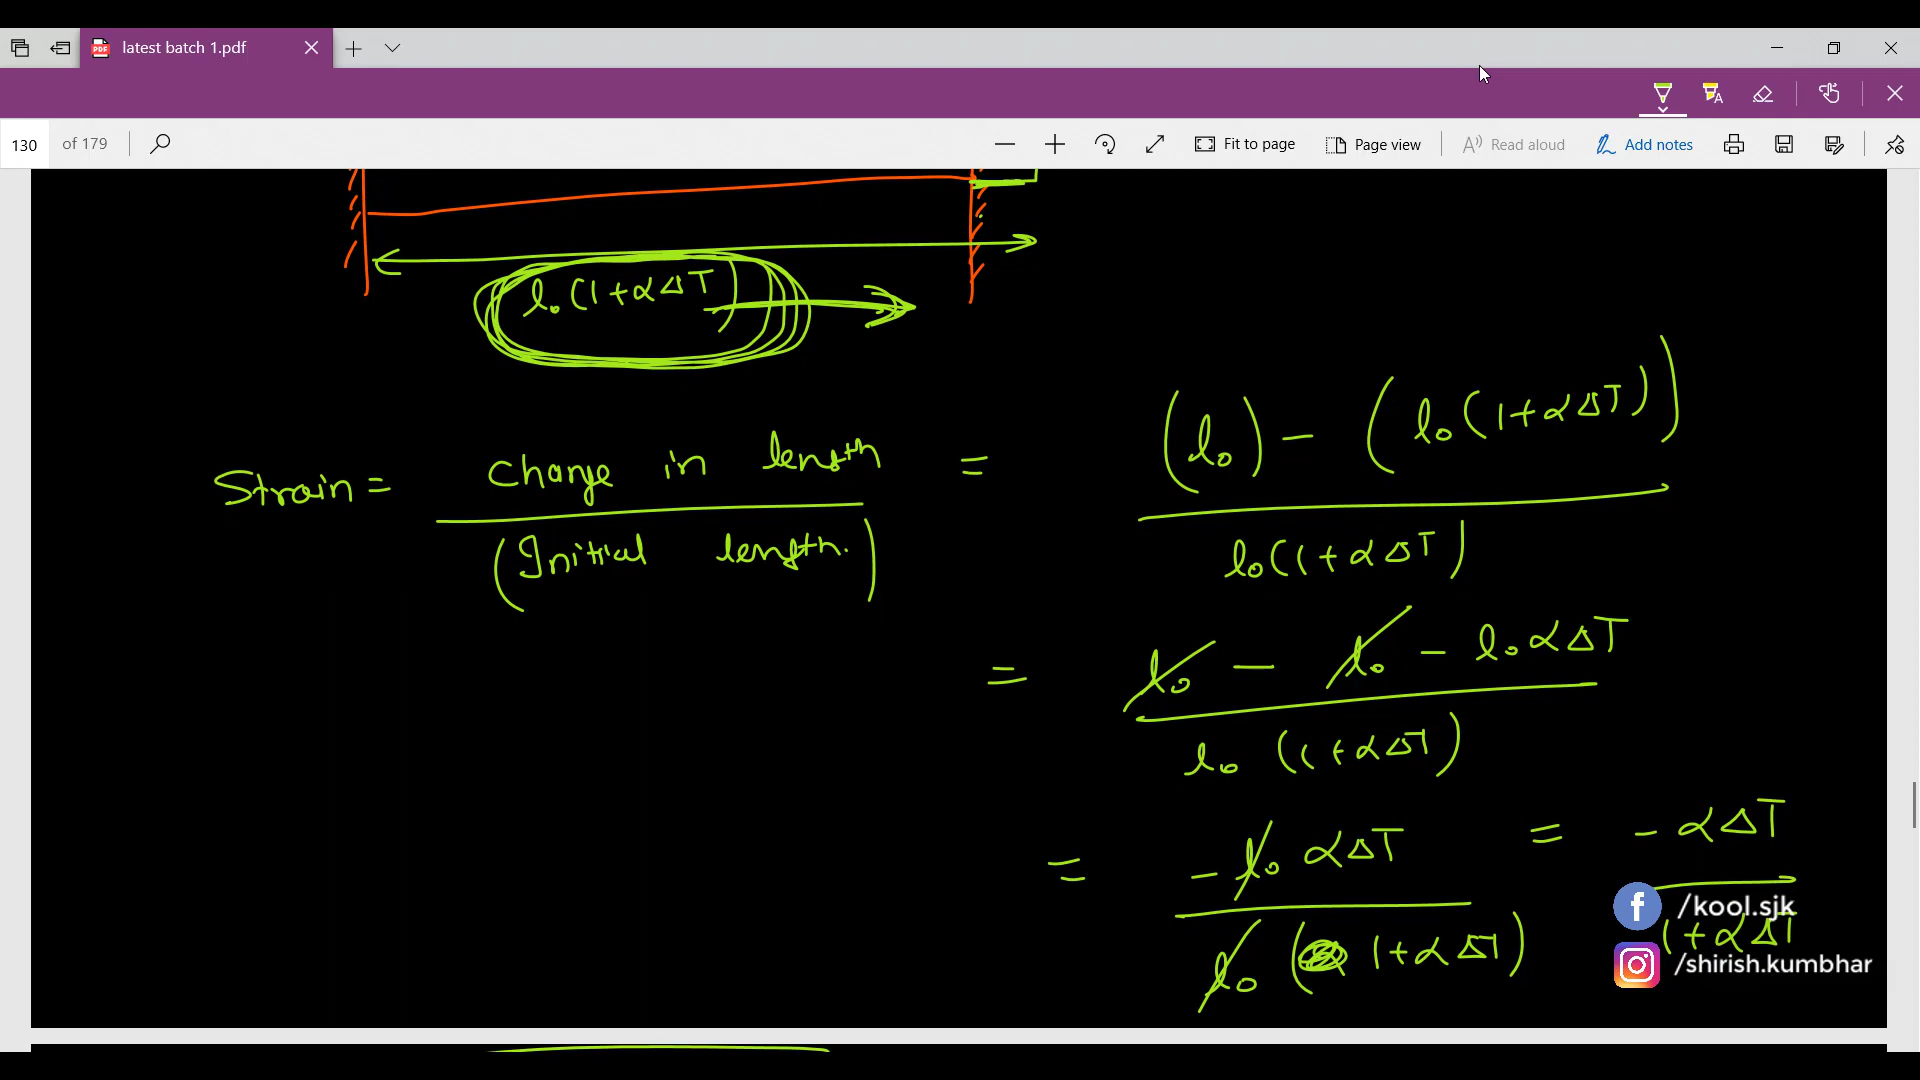 latest batch 1.pdf
130 of 179
Fit to page
Page view
Read aloud
Add notes
l₀(1+αΔT)
Strain = Change in length / (Initial length.) = (l₀) - (l₀(1+αΔT)) / l₀(1+αΔT)
= l₀ - l₀ - l₀αΔT / l₀ (1+αΔT)
= - l₀ αΔT / l₀ (1+αΔT) = - αΔT / 1+αΔT
/kool.sjk
/shirish.kumbhar